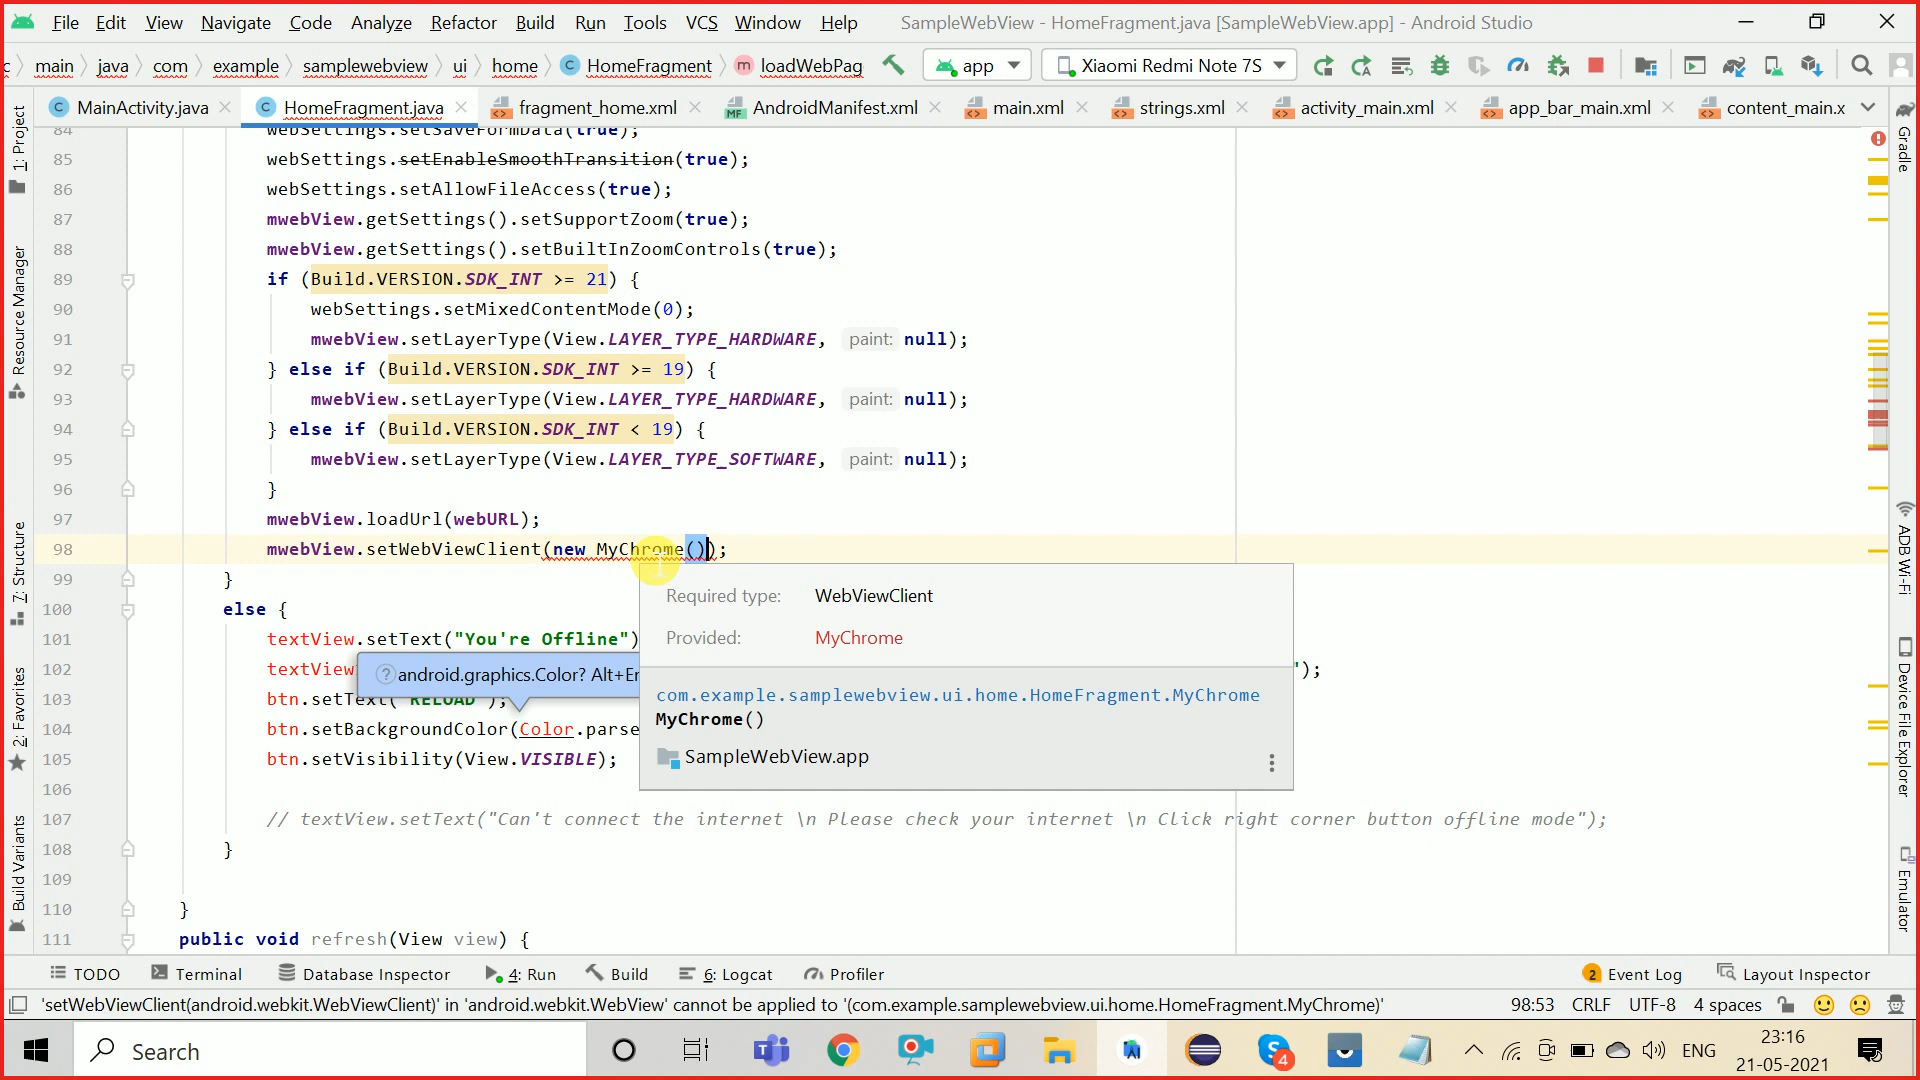 File Edit View Navigate Code Analyze Refactor Build Run Tools VCS Window Help SampleWebView - HomeFragment.java [SampleWebView.app] - Android Studio
c main java com example samplewebview ui home C HomeFragment m loadWebPag app Xiaomi Redmi Note 7S
C MainActivity.java C HomeFragment.java fragment_home.xml MF AndroidManifest.xml main.xml strings.xml activity_main.xml app_bar_main.xml content_main.x
84 webSettings.setSaveFormData(true);
85 webSettings.setEnableSmoothTransition(true);
86 webSettings.setAllowFileAccess(true);
87 mwebView.getSettings().setSupportZoom(true);
88 mwebView.getSettings().setBuiltInZoomControls(true);
89 if (Build.VERSION.SDK_INT >= 21) {
90 webSettings.setMixedContentMode(0);
91 mwebView.setLayerType(View.LAYER_TYPE_HARDWARE, paint: null);
92 } else if (Build.VERSION.SDK_INT >= 19) {
93 mwebView.setLayerType(View.LAYER_TYPE_HARDWARE, paint: null);
94 } else if (Build.VERSION.SDK_INT < 19) {
95 mwebView.setLayerType(View.LAYER_TYPE_SOFTWARE, paint: null);
96 }
97 mwebView.loadUrl(webURL);
98 mwebView.setWebViewClient(new MyChrome());
99 }
100 else {
101 textView.setText("You're Offline")
102 textView ");
103 btn.setText("RELOAD");
104 btn.setBackgroundColor(Color.parse
105 btn.setVisibility(View.VISIBLE);
106
107 // textView.setText("Can't connect the internet \n Please check your internet \n Click right corner button offline mode");
108 }
109
110 }
111 public void refresh(View view) {
? android.graphics.Color? Alt+En
Required type: WebViewClient
Provided: MyChrome
com.example.samplewebview.ui.home.HomeFragment.MyChrome
MyChrome()
SampleWebView.app
1: Project
Resource Manager
7: Structure
2: Favorites
Build Variants
Gradle
ADB Wi-Fi
Device File Explorer
Emulator
TODO Terminal Database Inspector 4: Run Build 6: Logcat Profiler 2 Event Log Layout Inspector
'setWebViewClient(android.webkit.WebViewClient)' in 'android.webkit.WebView' cannot be applied to '(com.example.samplewebview.ui.home.HomeFragment.MyChrome)' 98:53 CRLF UTF-8 4 spaces
Search 4 ENG 23:16
21-05-2021